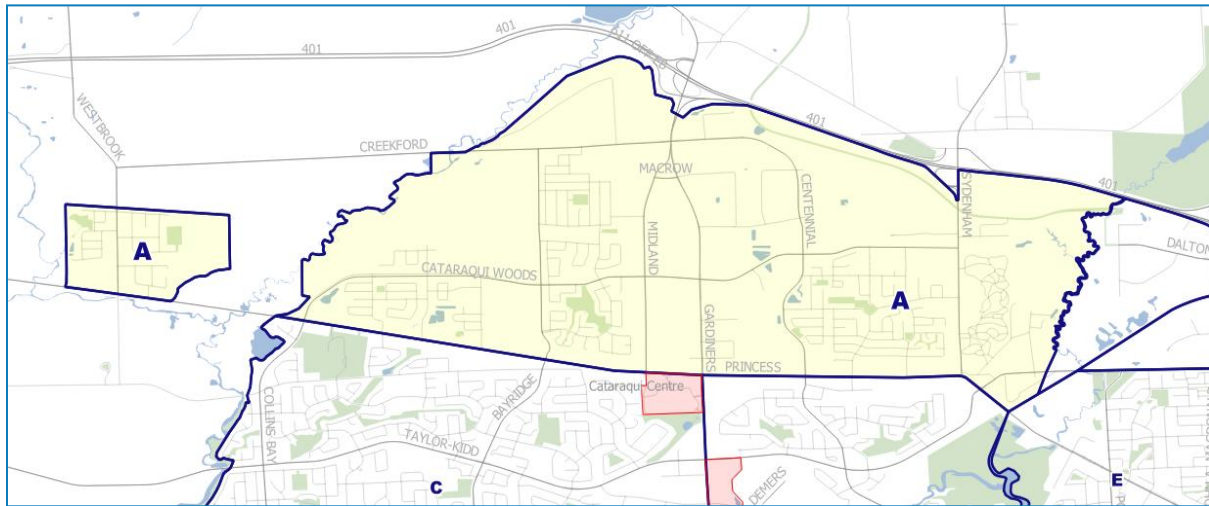 401
401
401
401
WESTBROOK
CREEKFORD
MACROW
MIDLAND
CENTENNIAL
SYDENHAM
DALTON
A
CATARAQUI WOODS
GARDINERS
A
PRINCESS
Cataraqui Centre
COLLINS-BAY
BAYRIDGE
TAYLOR-KIDD
C
DEMERS
E